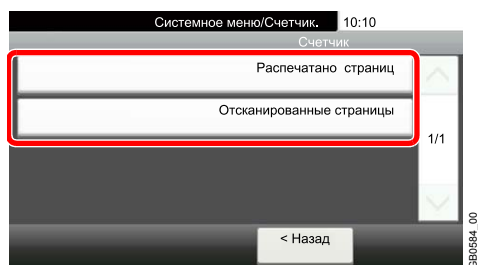 Системное меню/Счетчик. 10:10
Счетчик
Распечатано страниц
Отсканированные страницы
1/1
< Назад
GB0584_00